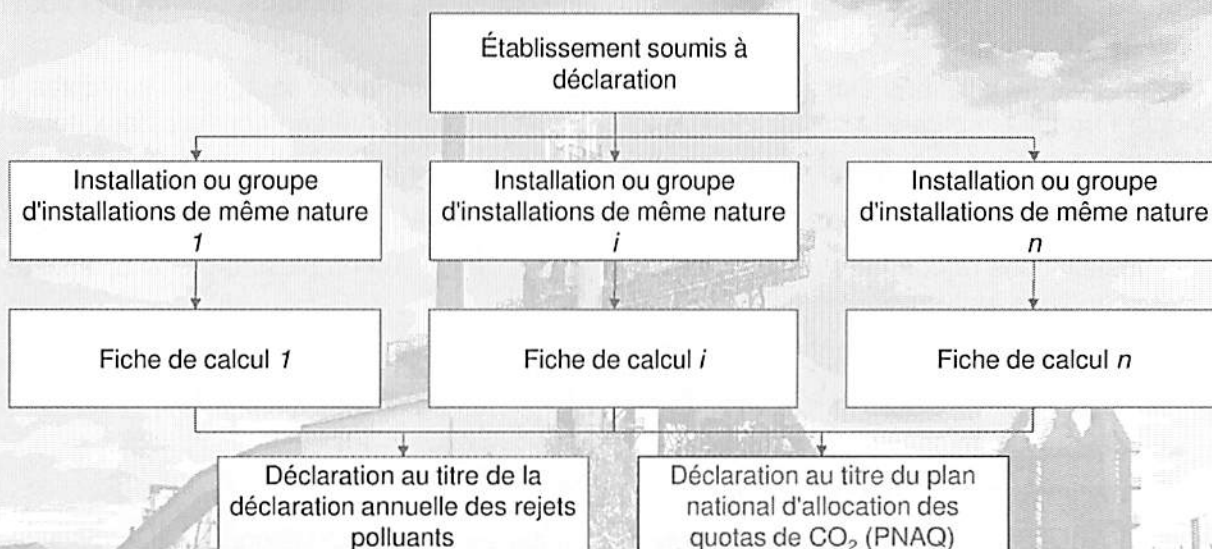 Établissement soumis à
déclaration
Installation ou groupe
d'installations de même nature
1
Installation ou groupe
d'installations de même nature
i
Installation ou groupe
d'installations de même nature
n
Fiche de calcul 1
Fiche de calcul i
Fiche de calcul n
Déclaration au titre de la
déclaration annuelle des rejets
polluants
Déclaration au titre du plan
national d'allocation des
quotas de CO₂ (PNAQ)